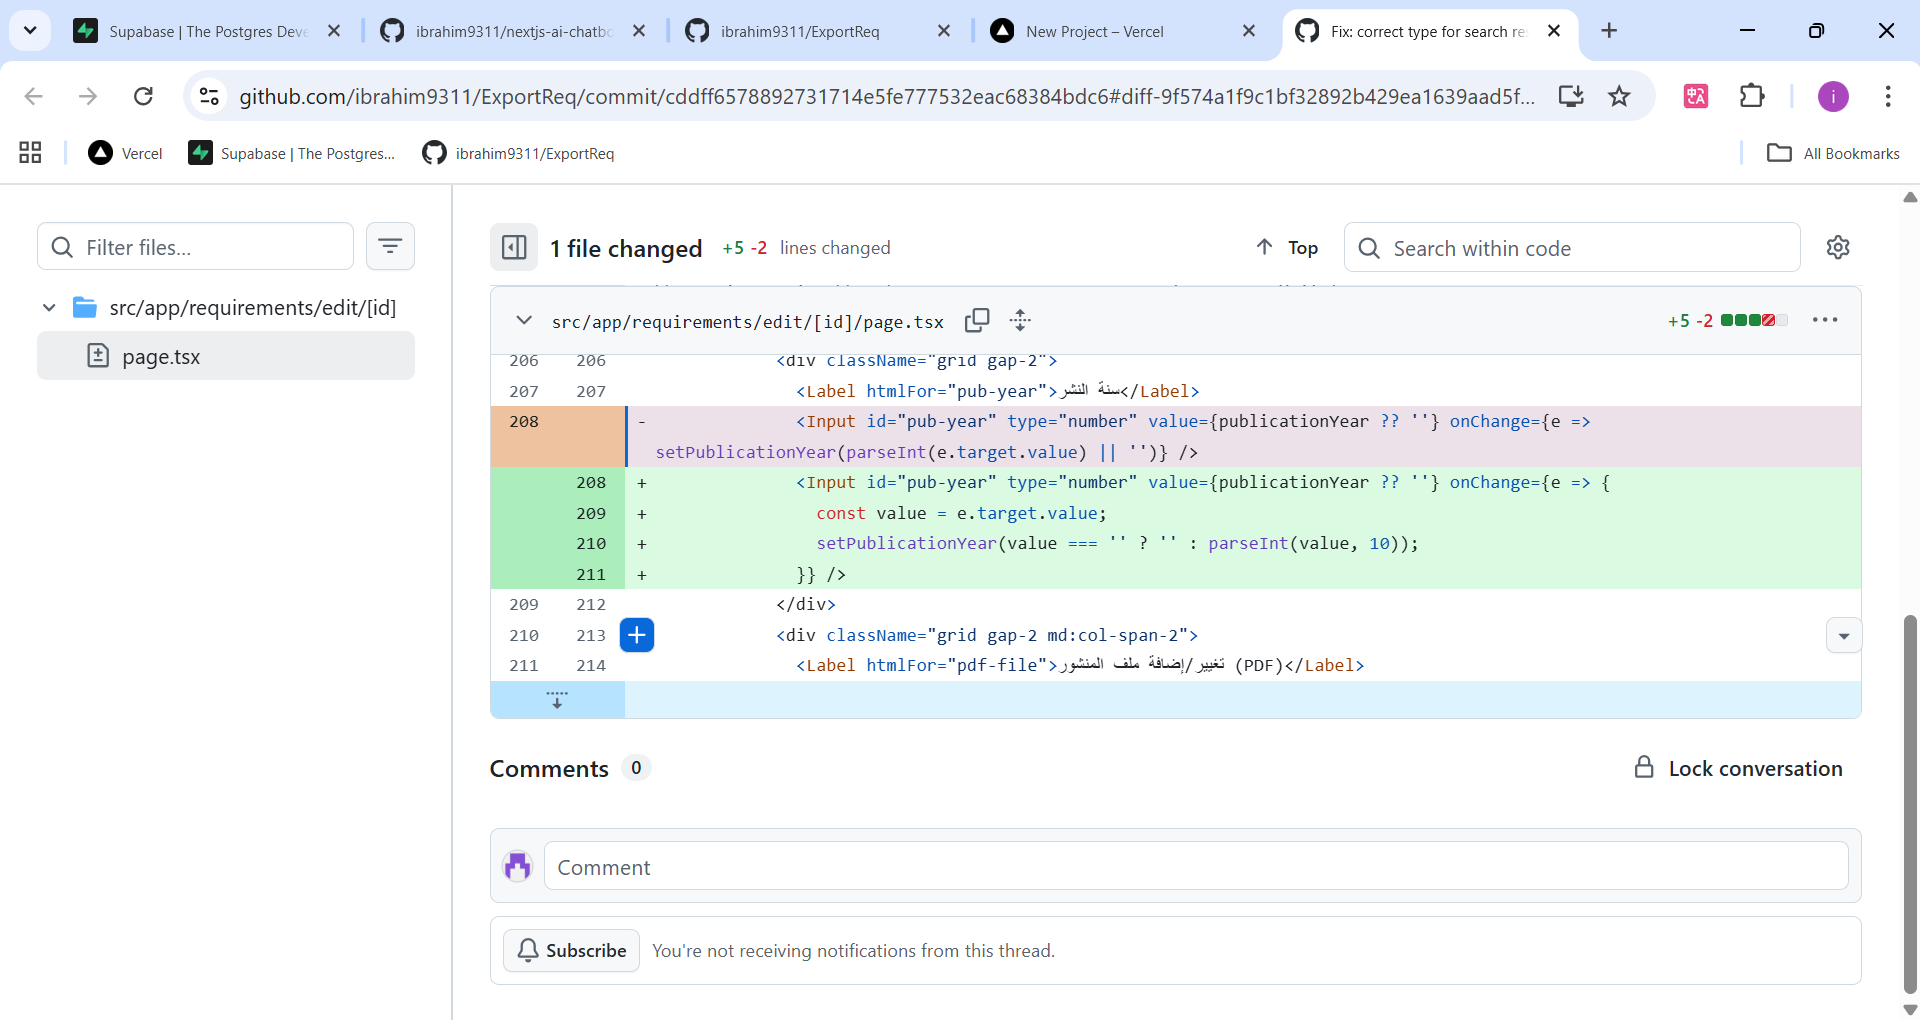 Supabase | The Postgres Deve
ibrahim9311/nextjs-ai-chatbo
ibrahim9311/ExportReq
New Project – Vercel
Fix: correct type for search re
github.com/ibrahim9311/ExportReq/commit/cddff6578892731714e5fe777532eac68384bdc6#diff-9f574a1f9c1bf32892b429ea1639aad5f...
i
Vercel
Supabase | The Postgres...
ibrahim9311/ExportReq
All Bookmarks
Filter files...
src/app/requirements/edit/[id]
page.tsx
1 file changed +5 -2 lines changed
Top
Search within code
src/app/requirements/edit/[id]/page.tsx
+5 -2
206 206 <div className="grid gap-2">
207 207 <Label htmlFor="pub-year">سنة النشر</Label>
208 - <Input id="pub-year" type="number" value={publicationYear ?? ''} onChange={e =>
setPublicationYear(parseInt(e.target.value) || '')} />
208 + <Input id="pub-year" type="number" value={publicationYear ?? ''} onChange={e => {
209 + const value = e.target.value;
210 + setPublicationYear(value === '' ? '' : parseInt(value, 10));
211 + }} />
209 212 </div>
210 213 <div className="grid gap-2 md:col-span-2">
211 214 <Label htmlFor="pdf-file">تغيير/إضافة ملف المنشور (PDF)</Label>
Comments 0
Lock conversation
Comment
Subscribe
You're not receiving notifications from this thread.